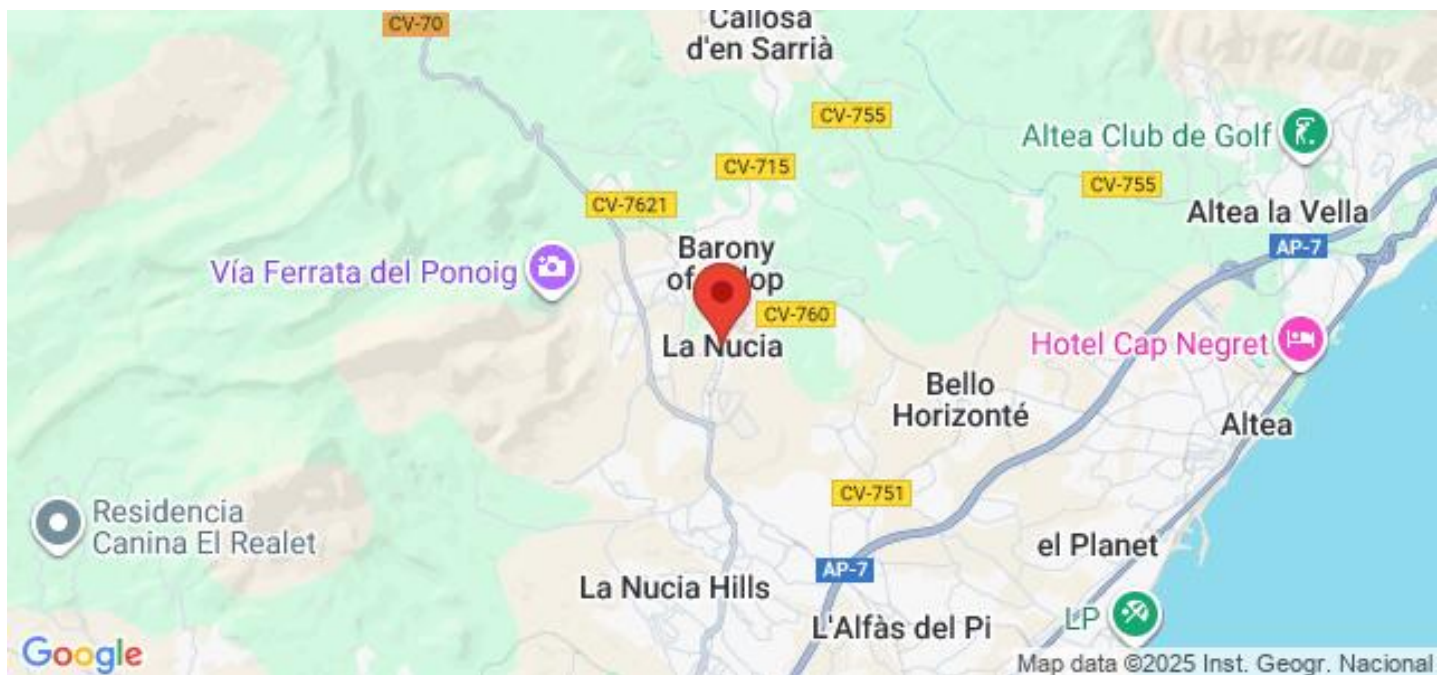 CV-70
Callosa
d'en Sarrià
CV-755
Altea Club de Golf
CV-715
CV-755
CV-7621
Altea la Vella
Barony
AP-7
Vía Ferrata del Ponoig
of
lop
CV-760
La Nucia
Hotel Cap Negret
Bello
Horizonté
Altea
CV-751
Residencia
Canina El Realet
el Planet
AP-7
La Nucia Hills
L'Alfàs del Pi
LP
Google
Map data ©2025 Inst. Geogr. Nacional